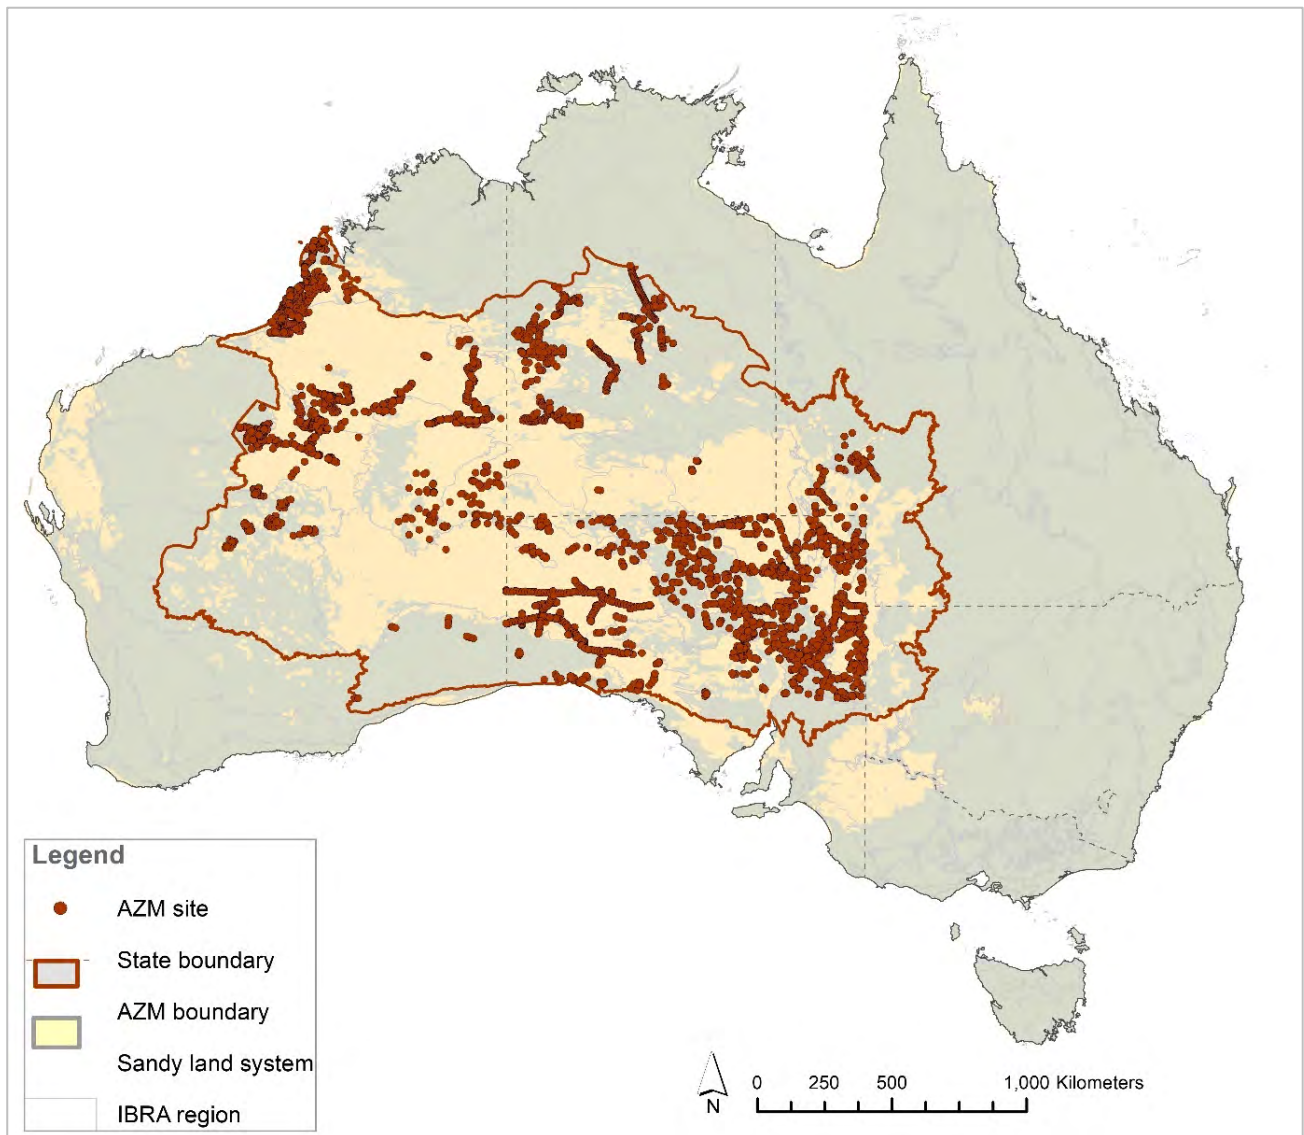 Legend
AZM site
State boundary
AZM boundary
Sandy land system
IBRA region
N
0 250 500 1,000 Kilometers